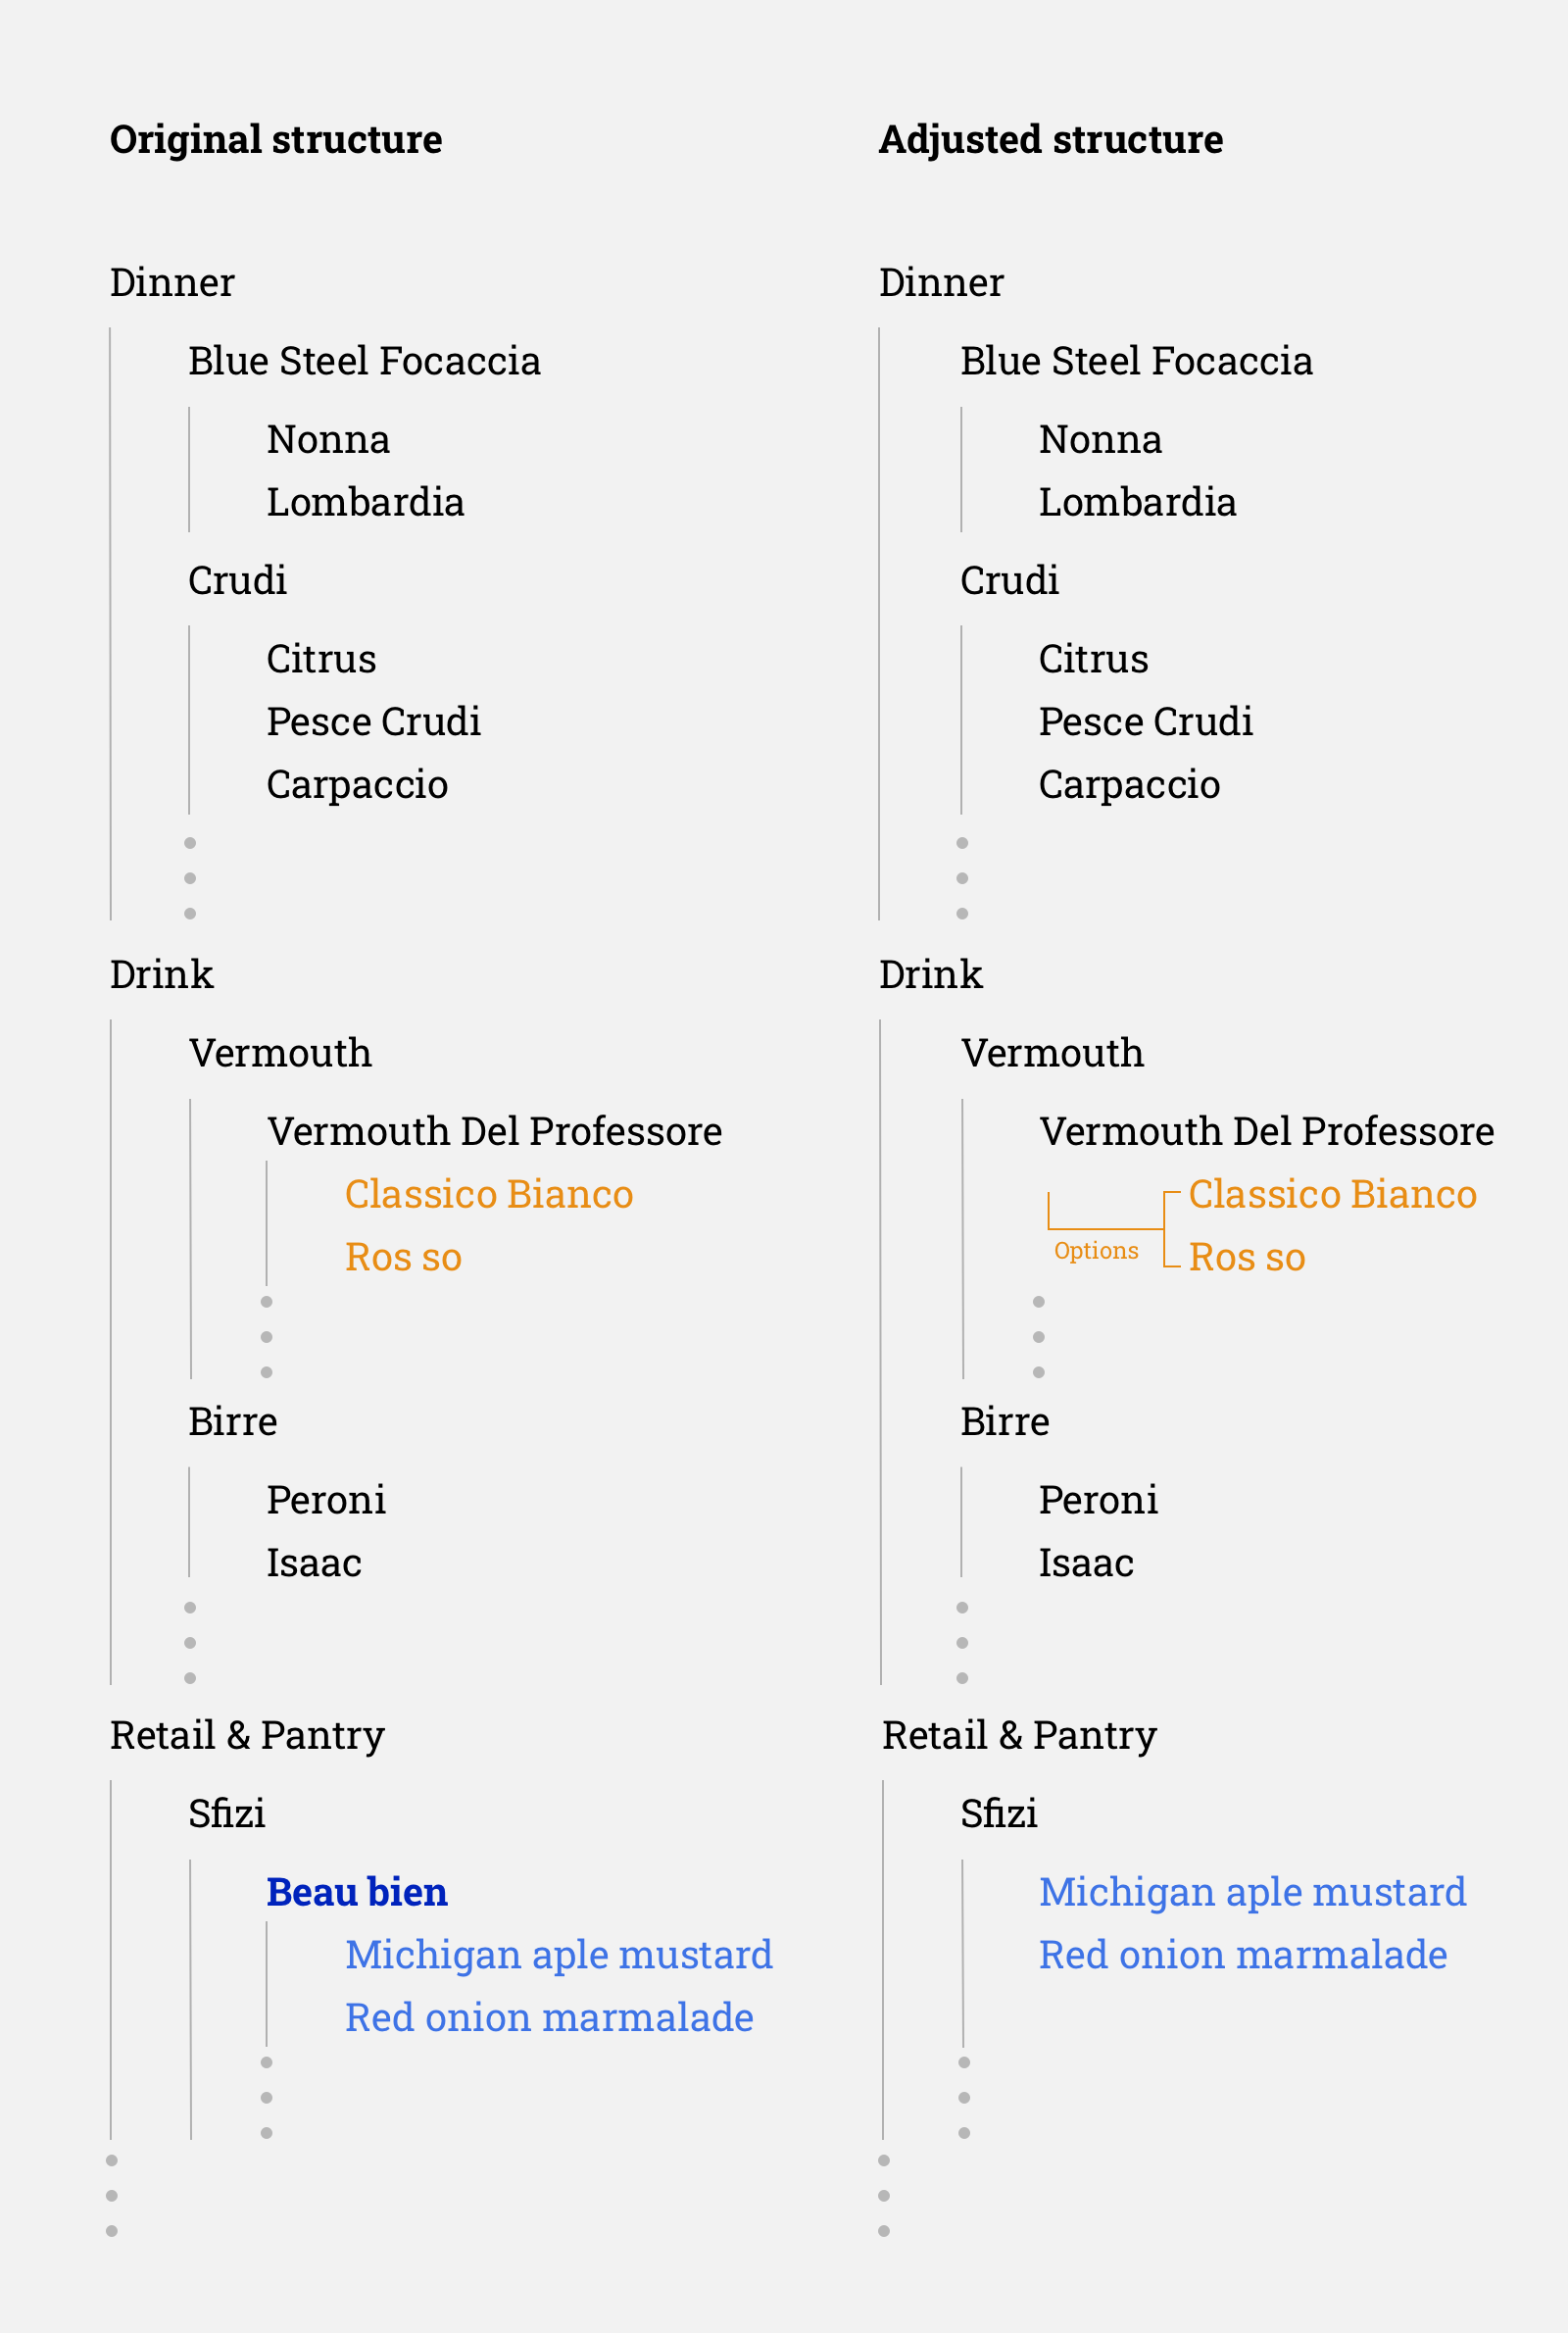 Original structure
Dinner
Blue Steel Focaccia
Nonna
Lombardia
Crudi
Citrus
Pesce Crudi
Carpaccio
Drink
Vermouth
Vermouth Del Professore
Classico Bianco
Ros so
Birre
Peroni
Isaac
Retail & Pantry
Sfizi
Beau bien
Michigan aple mustard
Red onion marmalade
Adjusted structure
Dinner
Blue Steel Focaccia
Nonna
Lombardia
Crudi
Citrus
Pesce Crudi
Carpaccio
Drink
Vermouth
Vermouth Del Professore
Classico Bianco
Options
Ros so
Birre
Peroni
Isaac
Retail & Pantry
Sfizi
Michigan aple mustard
Red onion marmalade